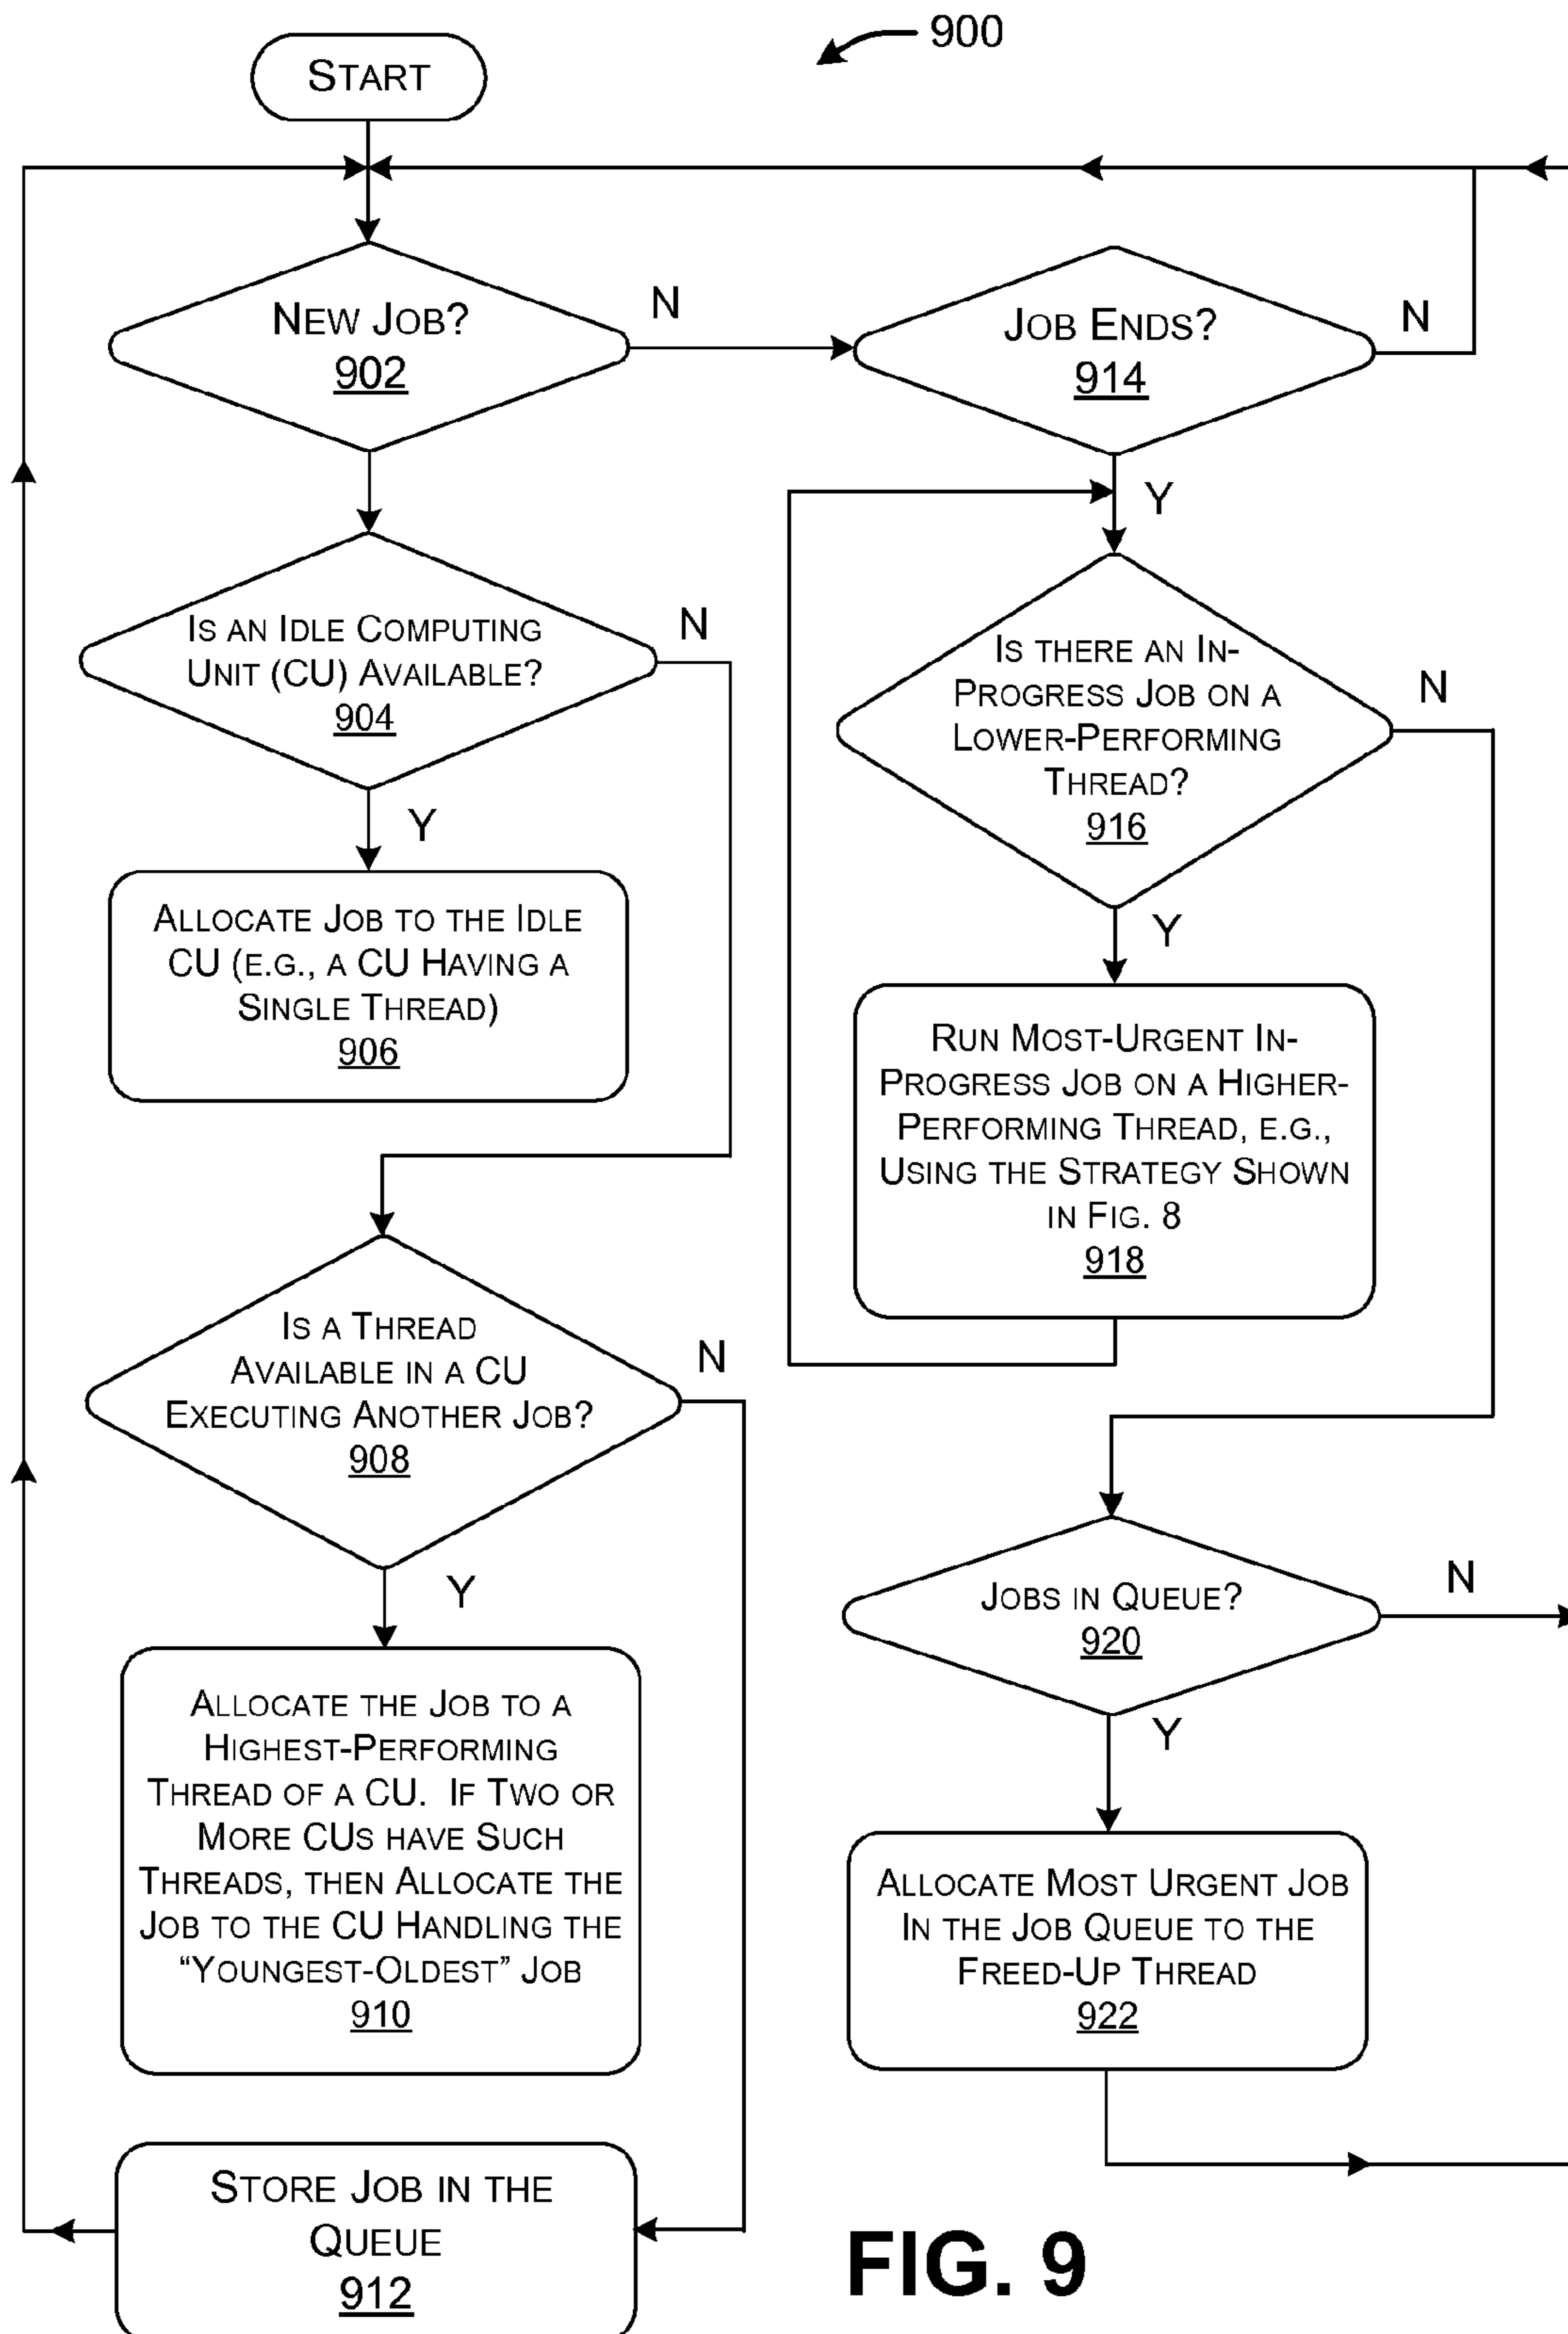 900
START
NEW JOB?
902
N
JOB ENDS?
914
N
Y
IS AN IDLE COMPUTING
UNIT (CU) AVAILABLE?
904
N
Y
ALLOCATE JOB TO THE IDLE
CU (E.G., A CU HAVING A
SINGLE THREAD)
906
IS A THREAD
AVAILABLE IN A CU
EXECUTING ANOTHER JOB?
908
N
Y
ALLOCATE THE JOB TO A
HIGHEST-PERFORMING
THREAD OF A CU. IF TWO OR
MORE CUS HAVE SUCH
THREADS, THEN ALLOCATE THE
JOB TO THE CU HANDLING THE
“YOUNGEST-OLDEST” JOB
910
STORE JOB IN THE
QUEUE
912
IS THERE AN IN-
PROGRESS JOB ON A
LOWER-PERFORMING
THREAD?
916
N
Y
RUN MOST-URGENT IN-
PROGRESS JOB ON A HIGHER-
PERFORMING THREAD, E.G.,
USING THE STRATEGY SHOWN
IN FIG. 8
918
JOBS IN QUEUE?
920
N
Y
ALLOCATE MOST URGENT JOB
IN THE JOB QUEUE TO THE
FREED-UP THREAD
922
FIG. 9